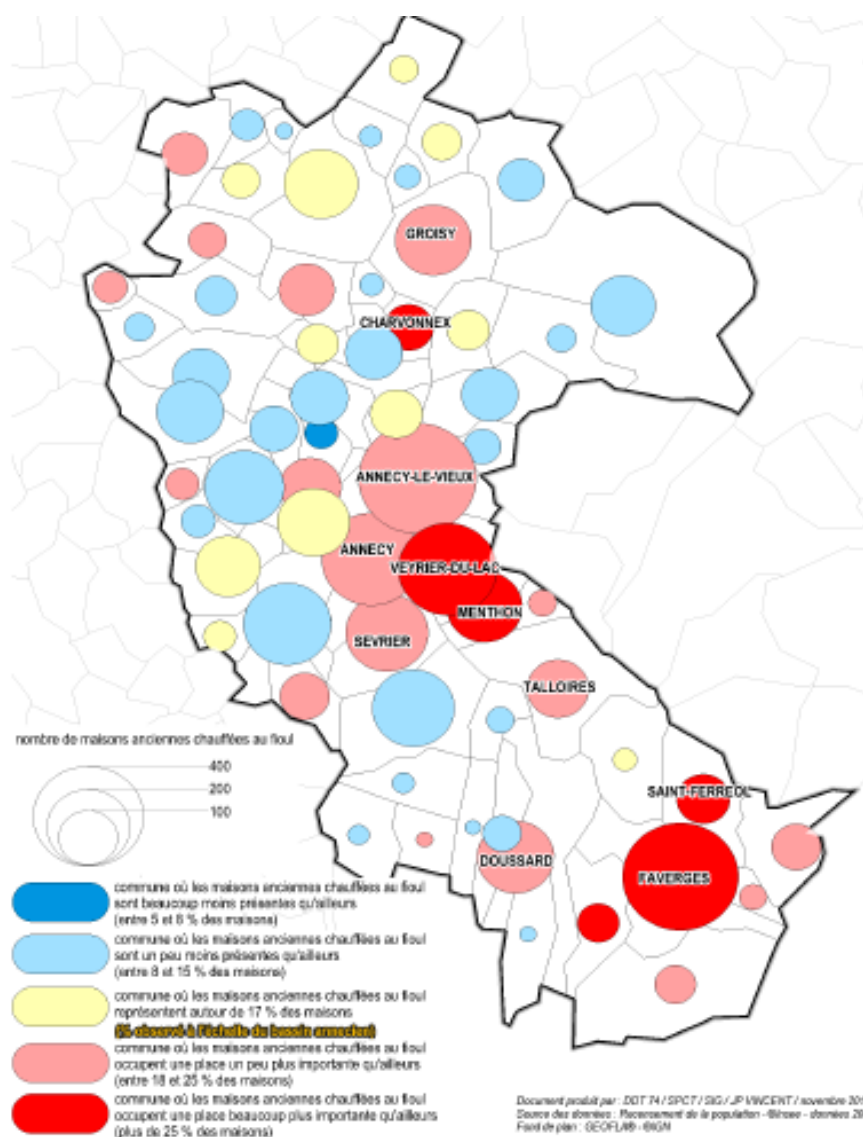 GROISY
CHARVONNEX
ANNECY-LE-VIEUX
ANNECY
VEYRIER-DU-LAC
MENTHON
SEVRIER
TALLOIRES
SAINT-FERREOL
DOUSSARD
FAVERGES
nombre de maisons anciennes chauffées au fioul
400
200
100
commune où les maisons anciennes chauffées au fioul
sont beaucoup moins présentes qu'ailleurs
(entre 5 et 8 % des maisons)
commune où les maisons anciennes chauffées au fioul
sont un peu moins présentes qu'ailleurs
(entre 8 et 15 % des maisons)
commune où les maisons anciennes chauffées au fioul
représentent autour de 17 % des maisons
(% observé à l'échelle du bassin annecien)
commune où les maisons anciennes chauffées au fioul
occupent une place un peu plus importante qu'ailleurs
(entre 18 et 25 % des maisons)
commune où les maisons anciennes chauffées au fioul
occupent une place beaucoup plus importante qu'ailleurs
(plus de 25 % des maisons)
Document produit par : DDT 74 / SPCT / SIG / JP VINCENT / novembre 201
Source des données : Recensement de la population - ©Insee - données 20
Fond de plan : GEOFLA® - ©IGN